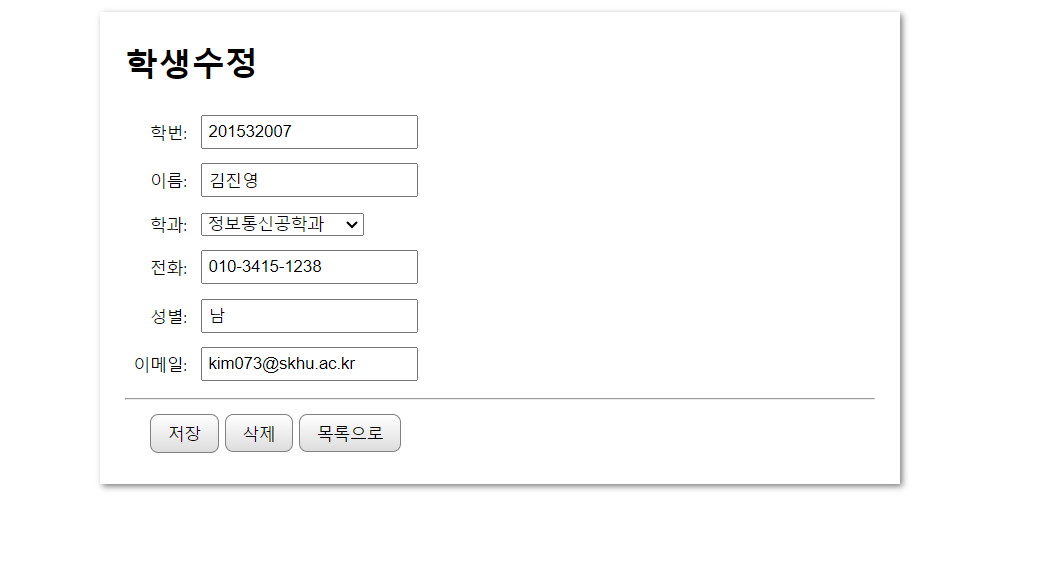 학생수정
학번: 201532007
이름: 김진영
학과: 정보통신공학과
전화: 010-3415-1238
성별: 남
이메일: kim073@skhu.ac.kr
저장 삭제 목록으로